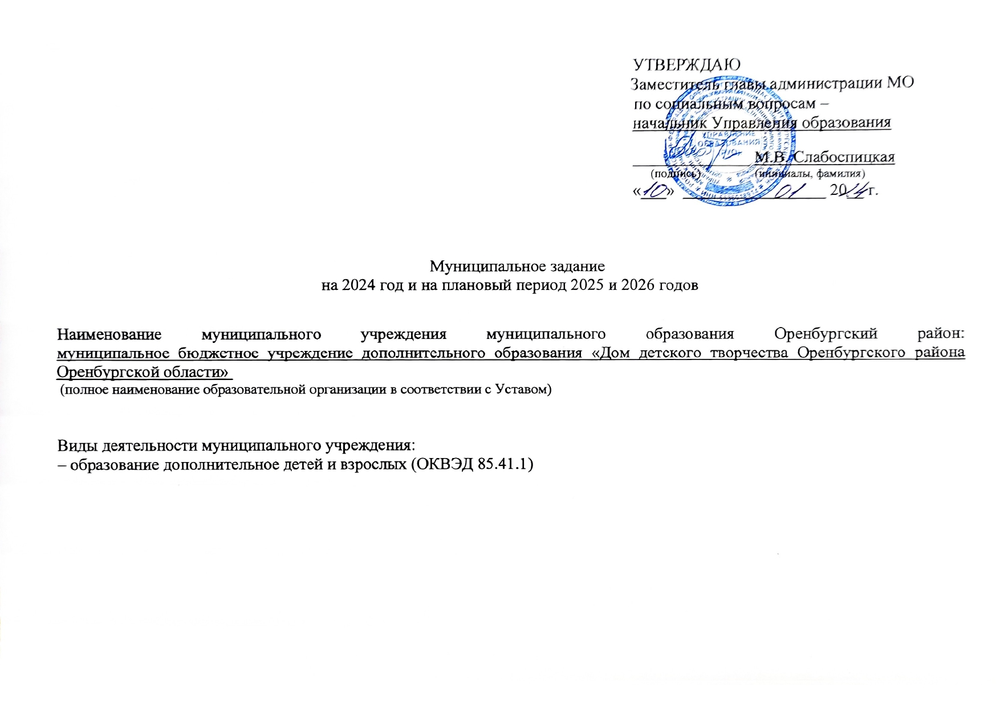 УТВЕРЖДАЮ
Заместитель главы администрации МО
по социальным вопросам –
начальник Управления образования
УПРАВЛЕНИЕ
ОБРАЗОВАНИЯ
М.В. Слабоспицкая
(подпись) (инициалы, фамилия)
«10» 01 2024г.
Муниципальное задание
на 2024 год и на плановый период 2025 и 2026 годов
Наименование муниципального учреждения муниципального образования Оренбургский район:
муниципальное бюджетное учреждение дополнительного образования «Дом детского творчества Оренбургского района
Оренбургской области»
(полное наименование образовательной организации в соответствии с Уставом)
Виды деятельности муниципального учреждения:
– образование дополнительное детей и взрослых (ОКВЭД 85.41.1)